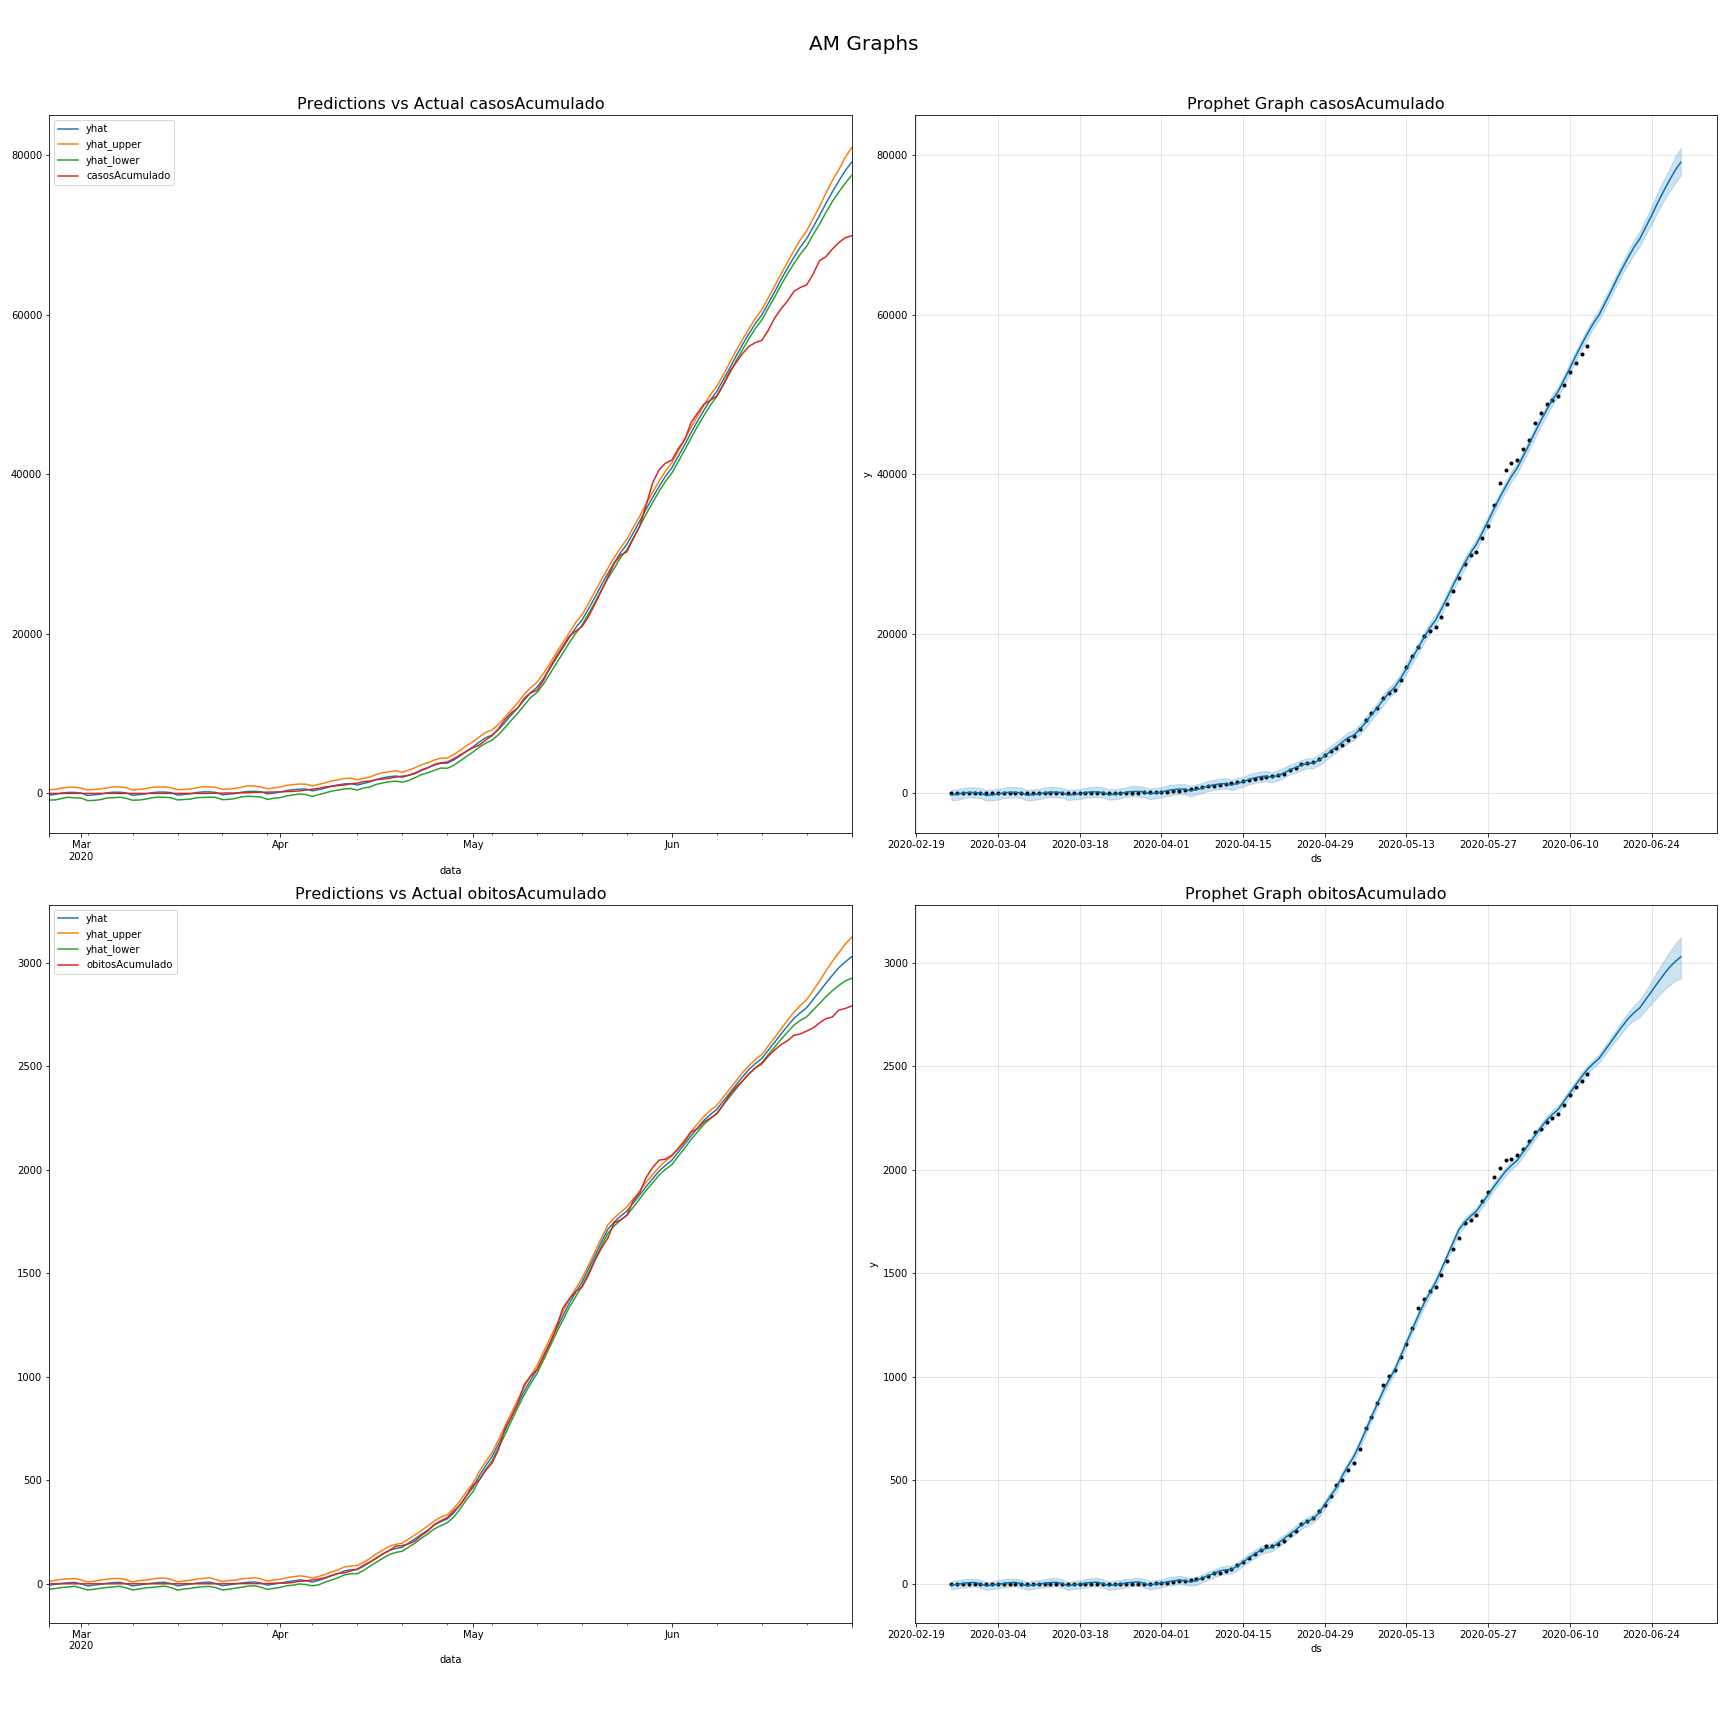 AM Graphs
Predictions vs Actual casosAcumulado
yhat
yhat_upper
yhat_lower
casosAcumulado
80000
60000
40000
20000
0
Mar
2020
Apr
May
Jun
data
Prophet Graph casosAcumulado
80000
60000
40000
20000
0
y
2020-02-19
2020-03-04
2020-03-18
2020-04-01
2020-04-15
2020-04-29
2020-05-13
2020-05-27
2020-06-10
2020-06-24
ds
Predictions vs Actual obitosAcumulado
yhat
yhat_upper
yhat_lower
obitosAcumulado
3000
2500
2000
1500
1000
500
0
Mar
2020
Apr
May
Jun
data
Prophet Graph obitosAcumulado
3000
2500
2000
1500
1000
500
0
y
2020-02-19
2020-03-04
2020-03-18
2020-04-01
2020-04-15
2020-04-29
2020-05-13
2020-05-27
2020-06-10
2020-06-24
ds